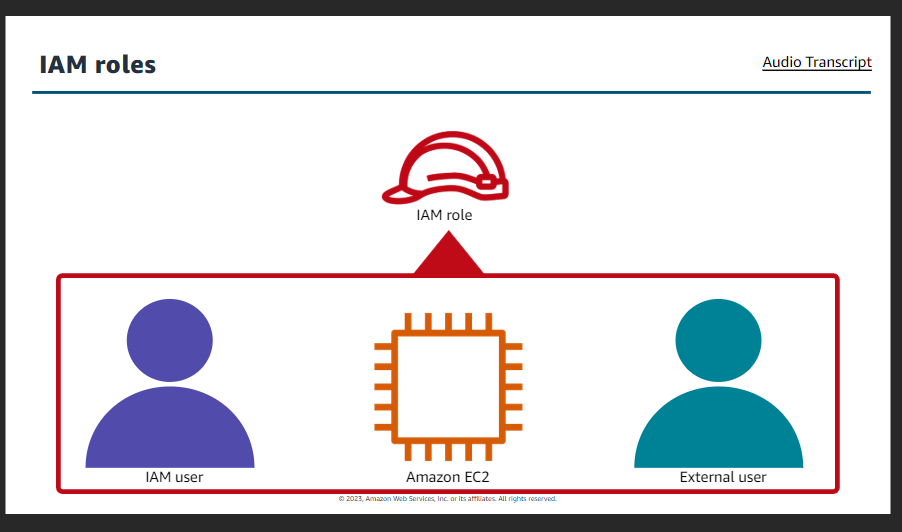 IAM roles
Audio Transcript
IAM role
IAM user
Amazon EC2
External user
© 2023, Amazon Web Services, Inc. or its affiliates. All rights reserved.